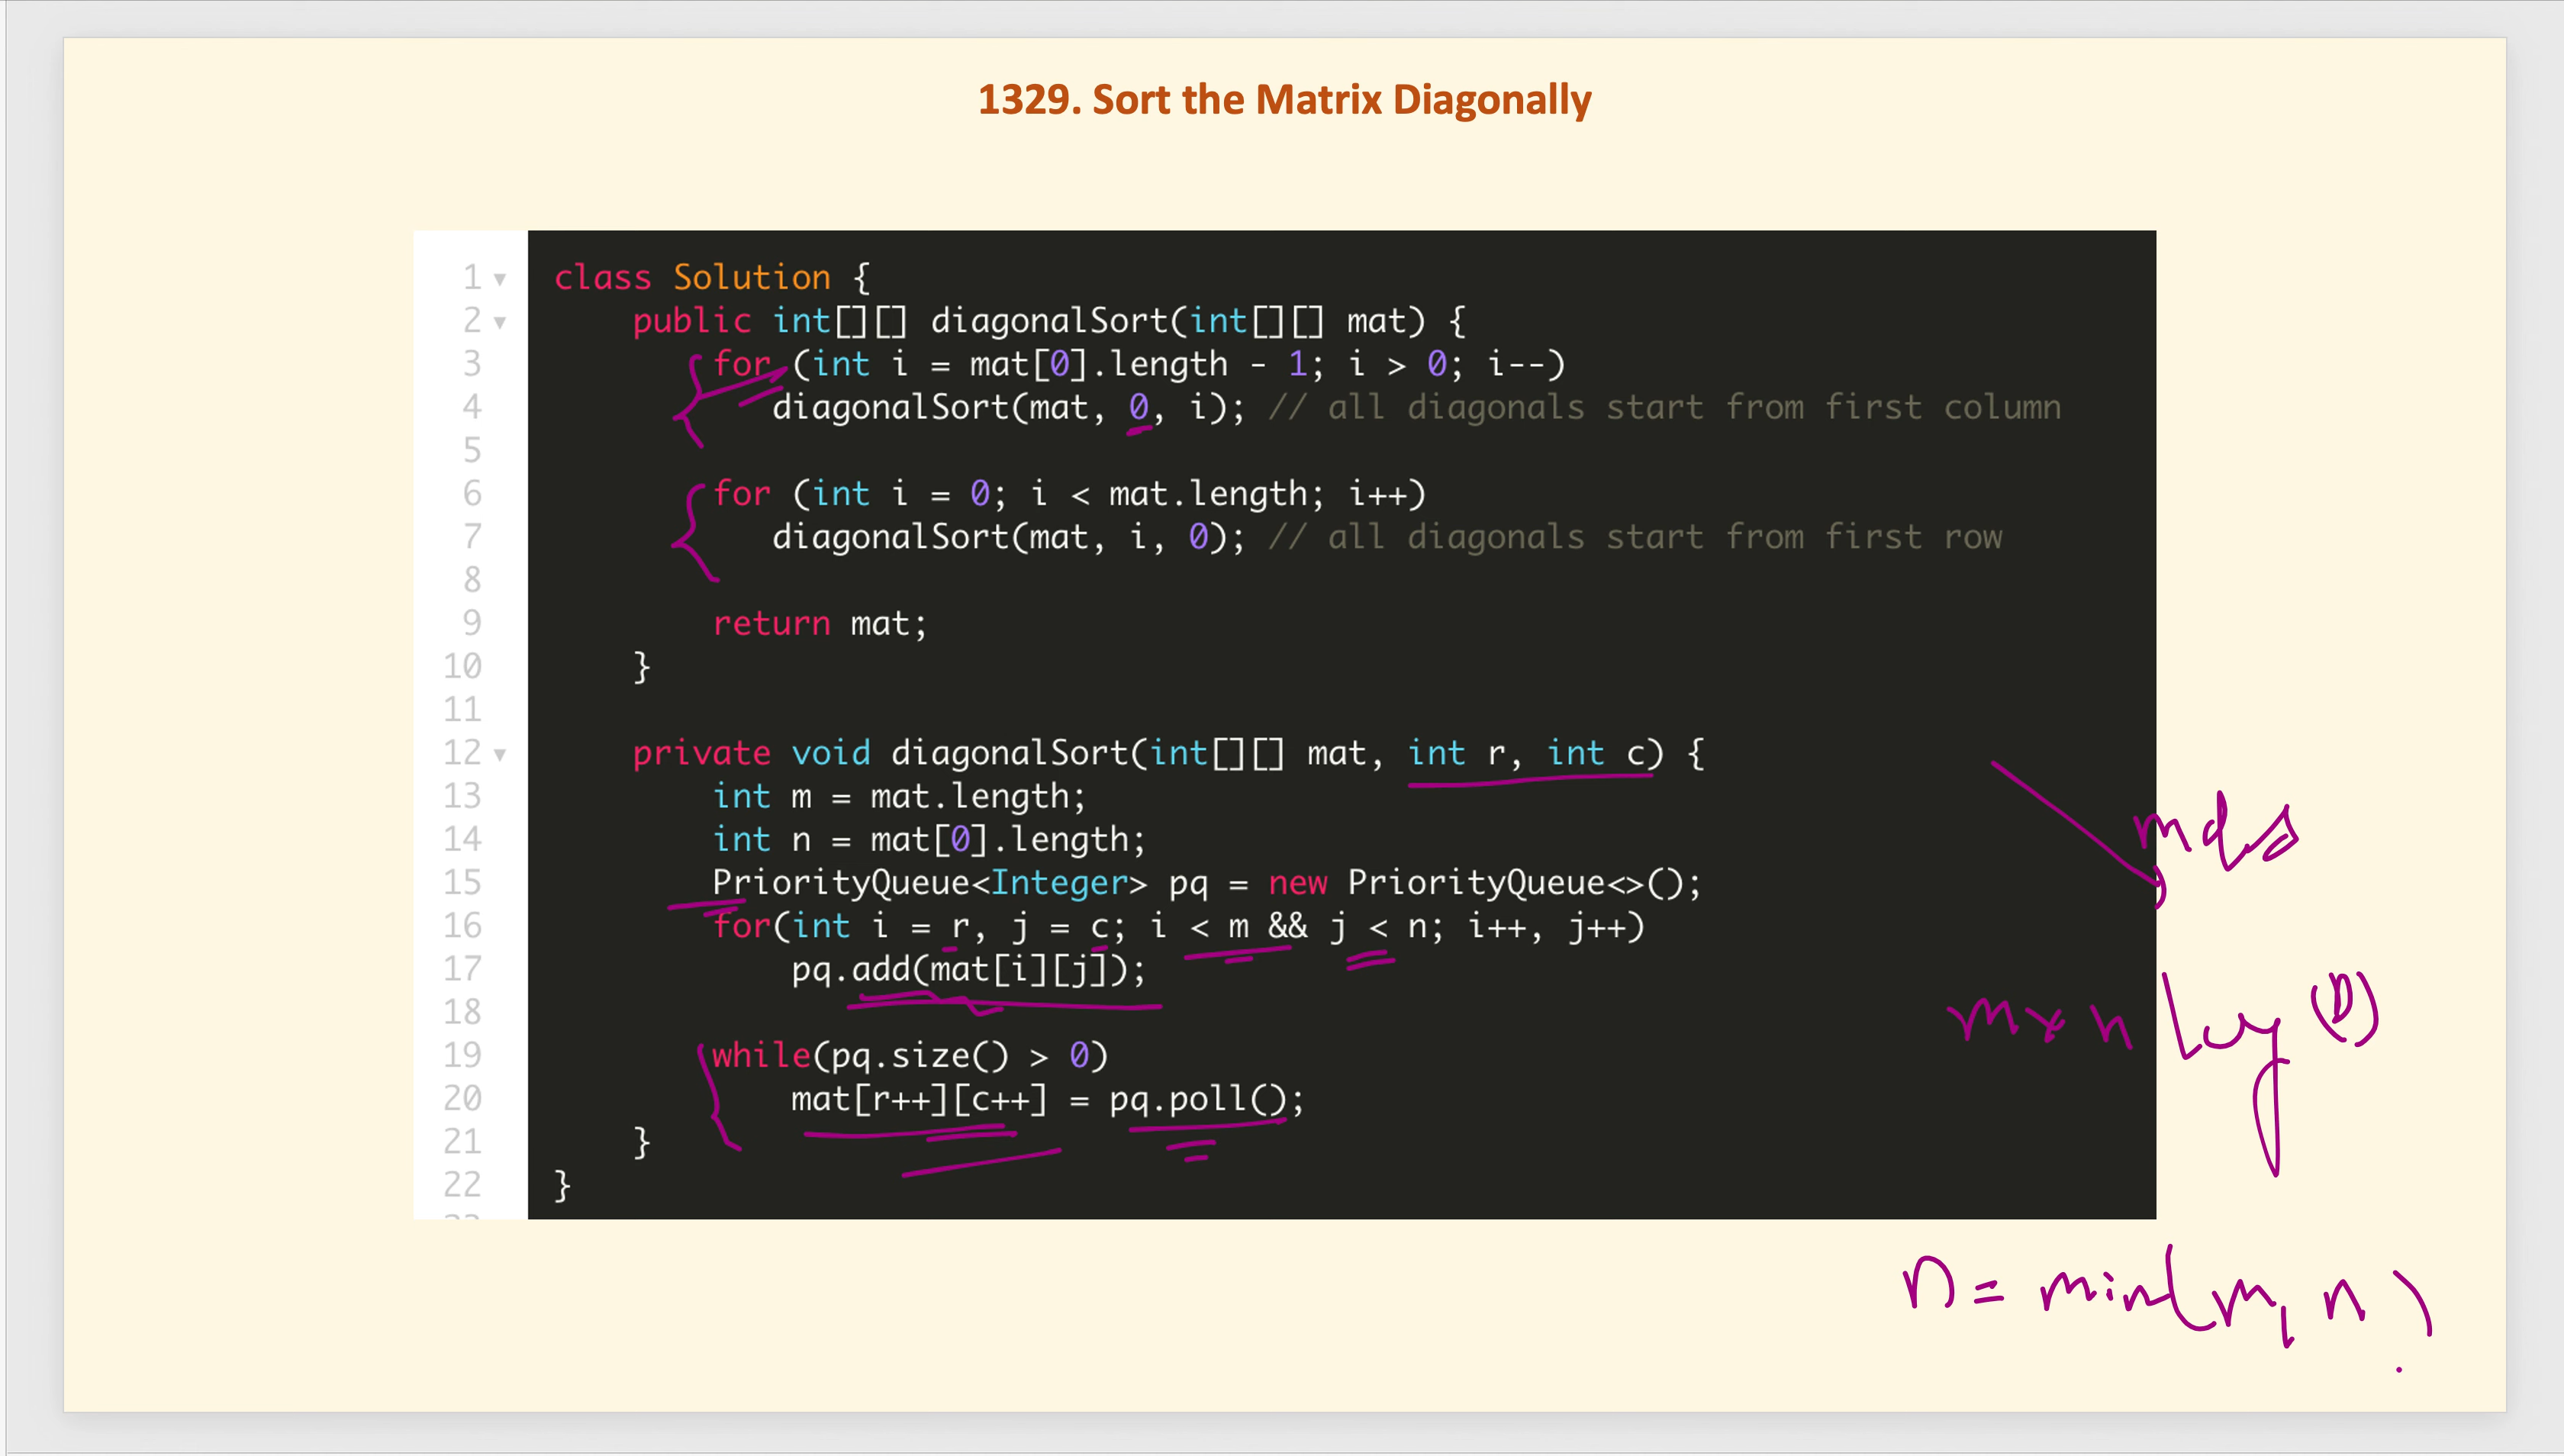 1329. Sort the Matrix Diagonally
1 class Solution {
2 public int[][] diagonalSort(int[][] mat) {
3 for (int i = mat[0].length - 1; i > 0; i--)
4 diagonalSort(mat, 0, i); // all diagonals start from first column
5
6 for (int i = 0; i < mat.length; i++)
7 diagonalSort(mat, i, 0); // all diagonals start from first row
8
9 return mat;
10 }
11
12 private void diagonalSort(int[][] mat, int r, int c) {
13 int m = mat.length;
14 int n = mat[0].length;
15 PriorityQueue<Integer> pq = new PriorityQueue<>();
16 for(int i = r, j = c; i < m && j < n; i++, j++)
17 pq.add(mat[i][j]);
18
19 while(pq.size() > 0)
20 mat[r++][c++] = pq.poll();
21 }
22 }
m x n log (D)
D = min(m, n)